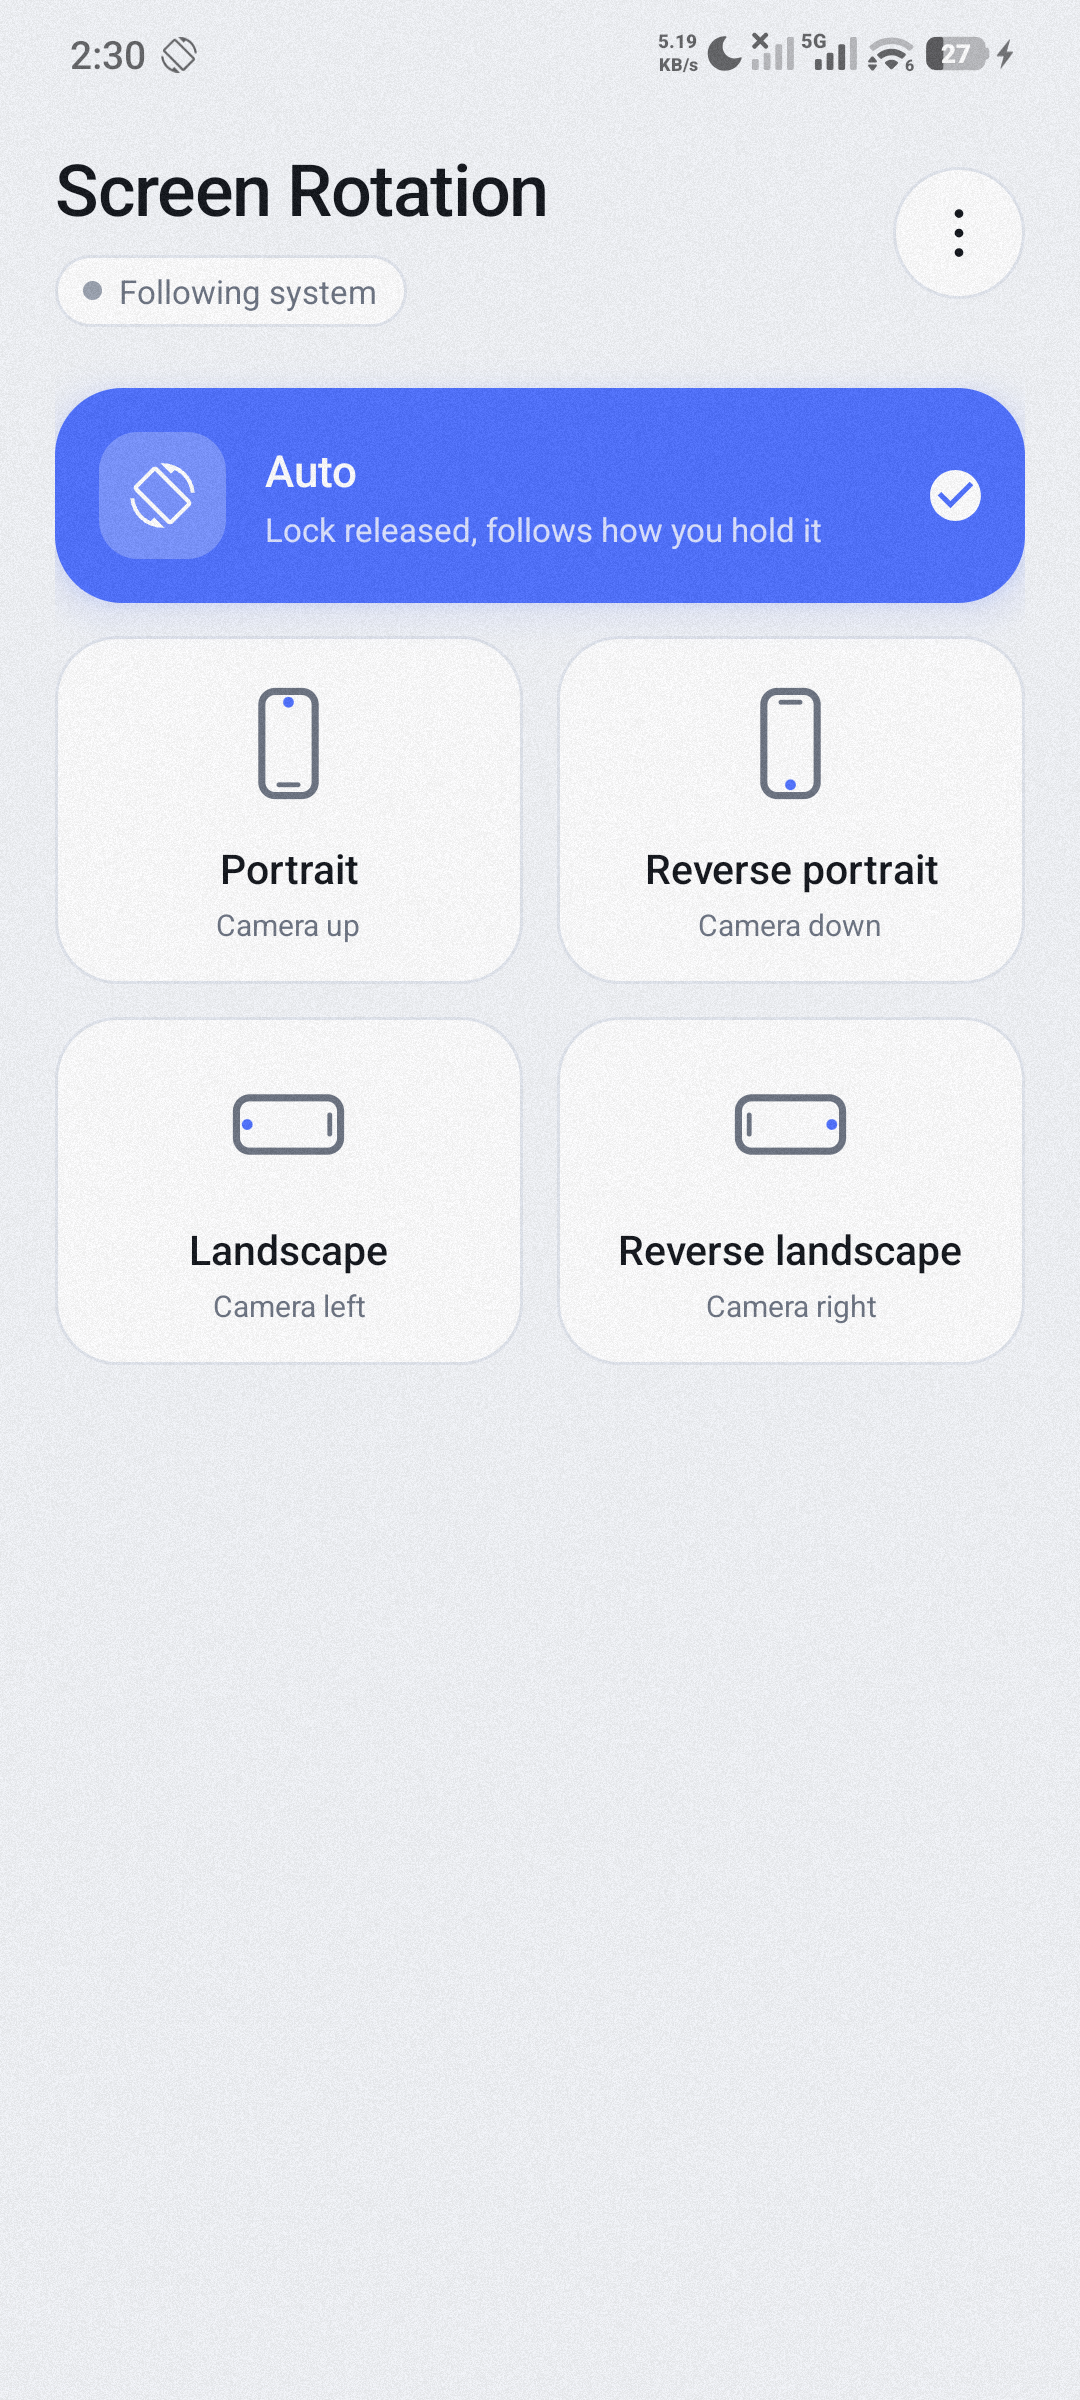 2:30
5.19
KB/s
5G
6
27
Screen Rotation
Following system
Auto
Lock released, follows how you hold it
Portrait
Camera up
Reverse portrait
Camera down
Landscape
Camera left
Reverse landscape
Camera right